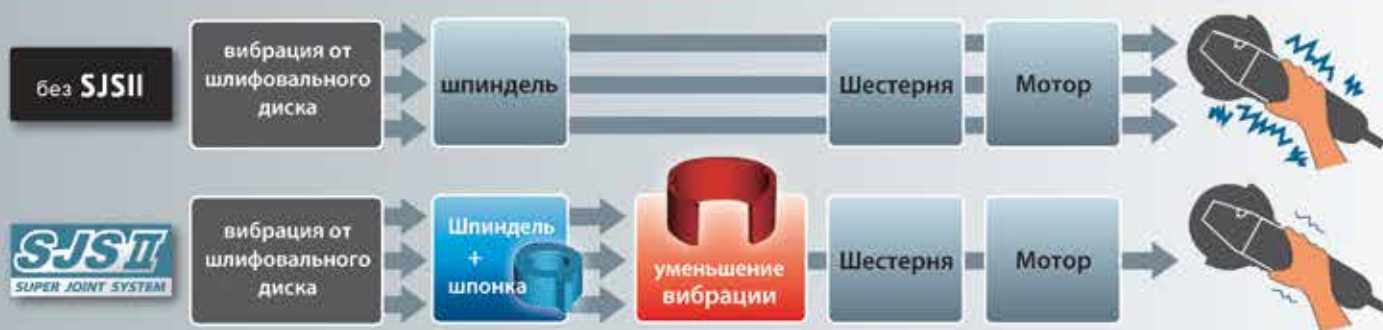 без SJSII
вибрация от
шлифовального
диска
шпиндель
Шестерня
Мотор
SJSII
SUPER JOINT SYSTEM
вибрация от
шлифовального
диска
Шпиндель
+
шпонка
уменьшение
вибрации
Шестерня
Мотор